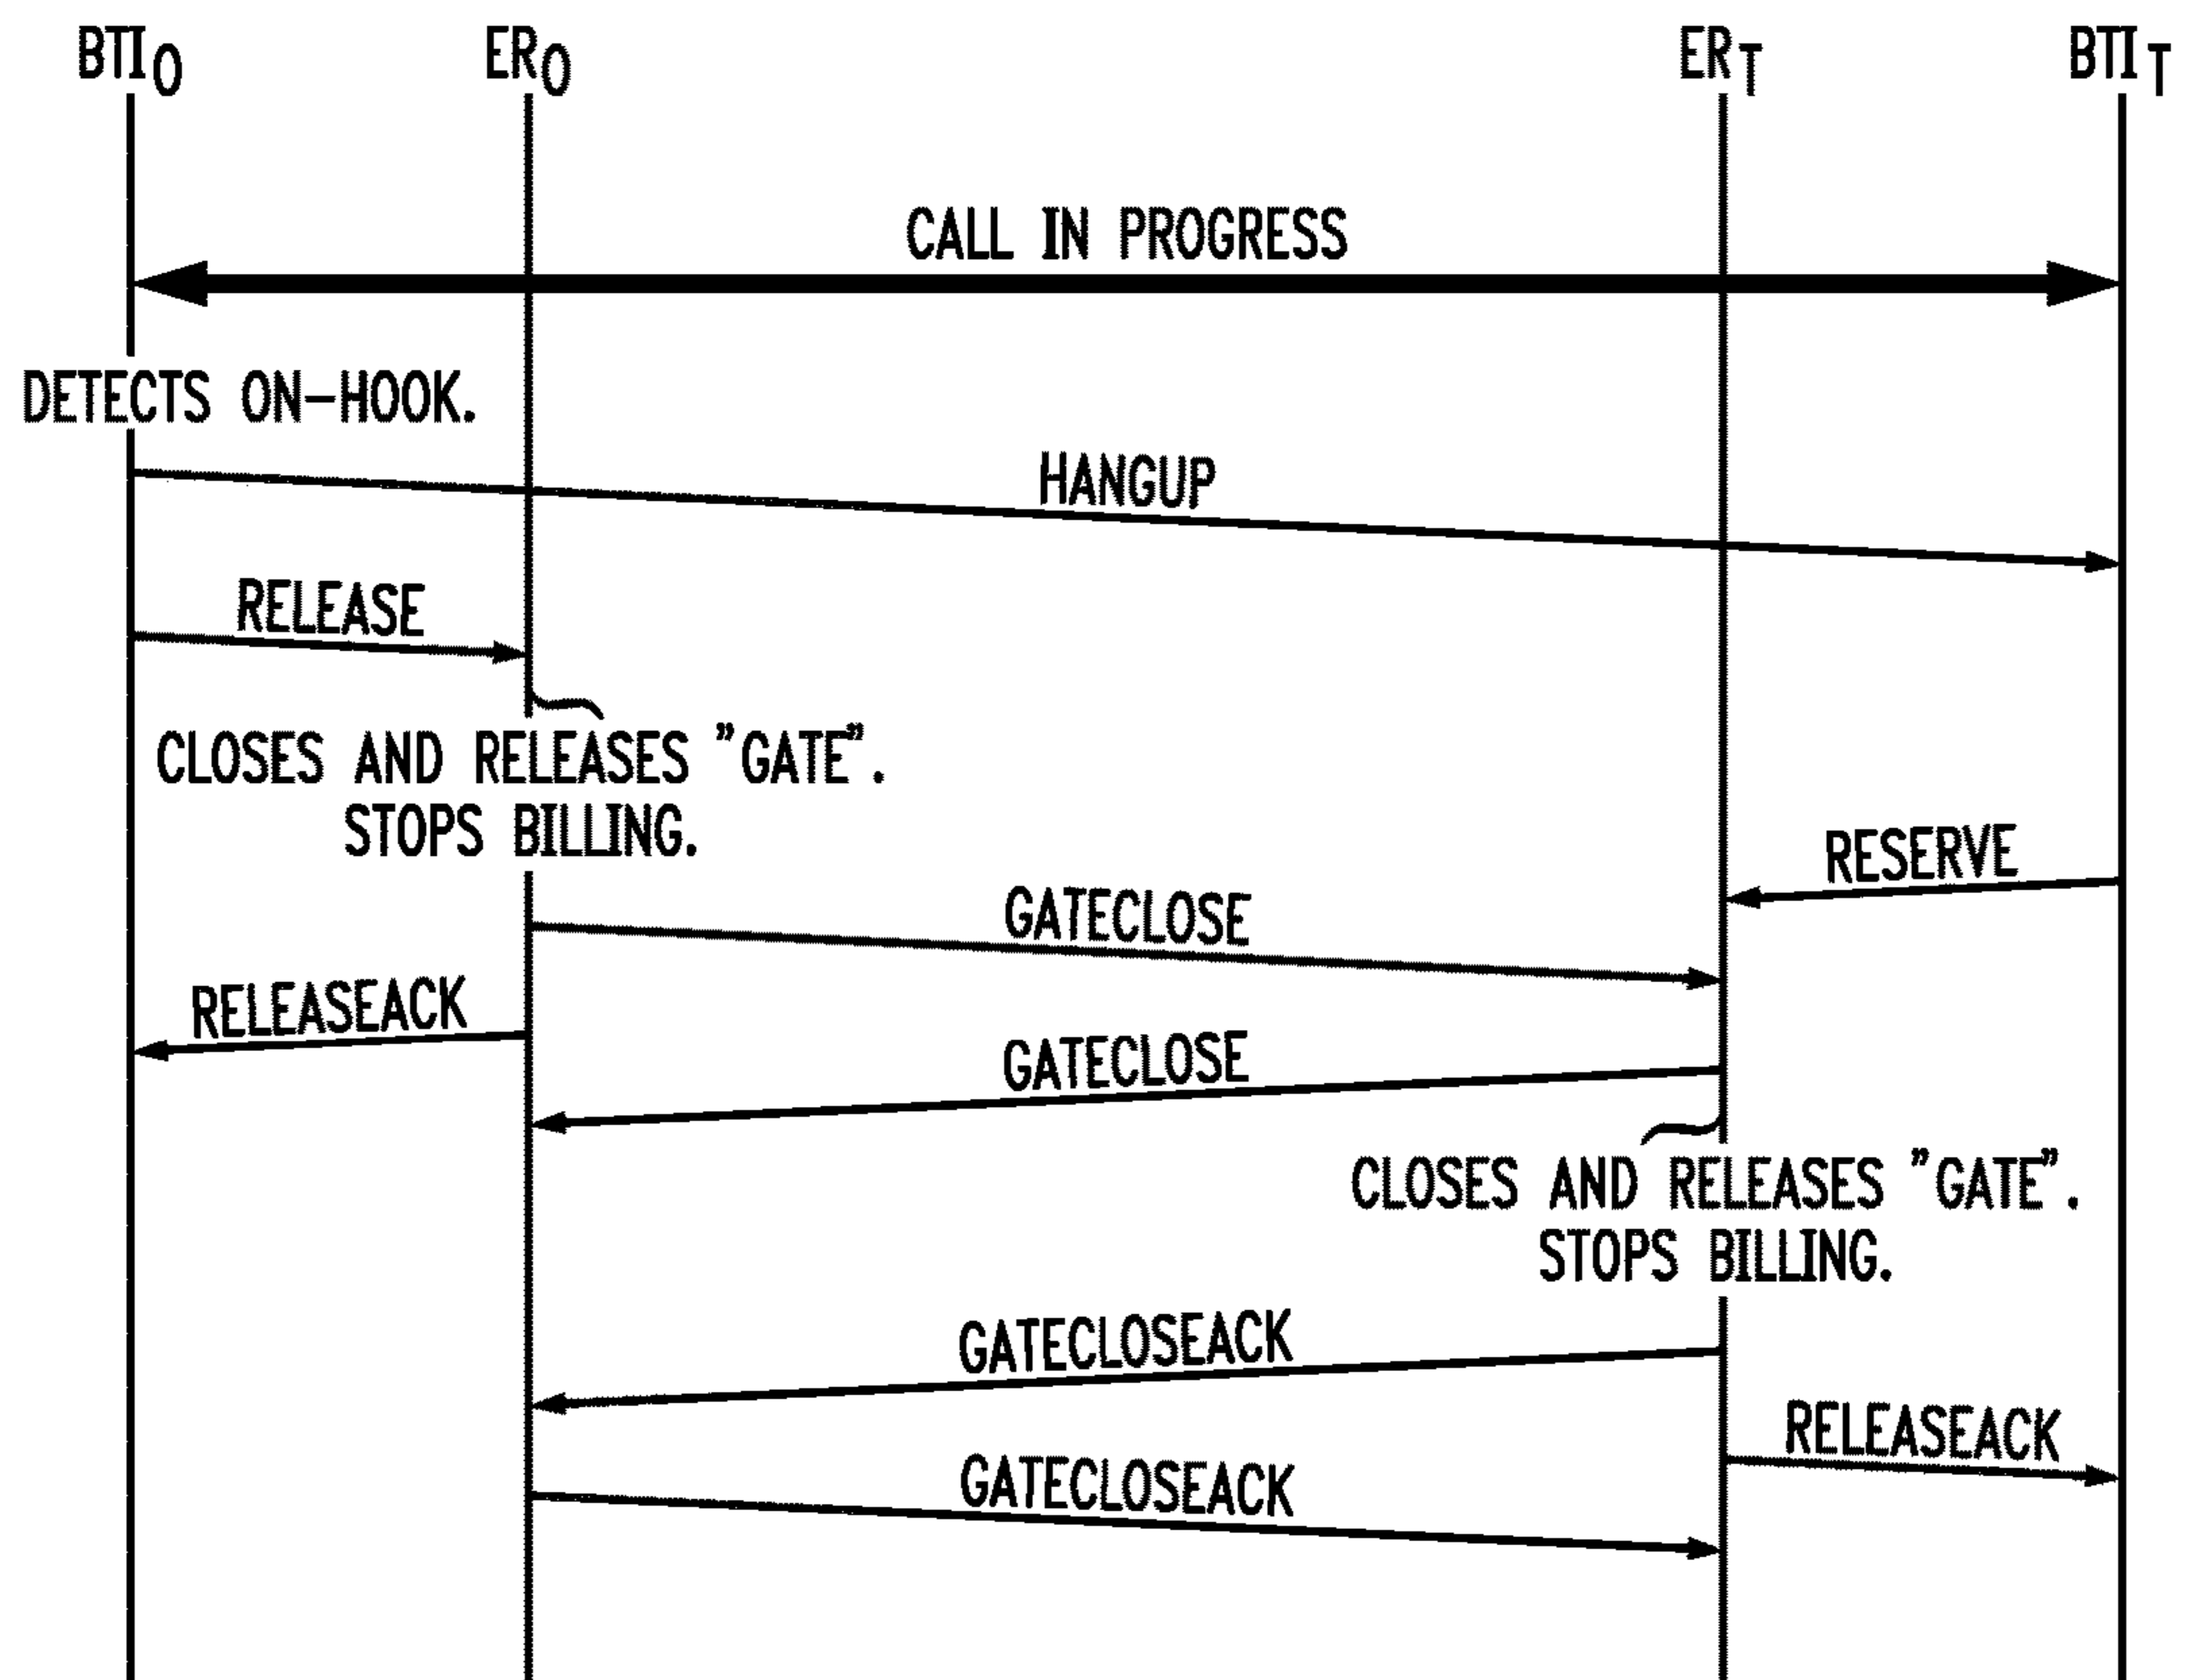 BTIO ERO ERT BTIT
CALL IN PROGRESS
DETECTS ON-HOOK.
HANGUP
RELEASE
CLOSES AND RELEASES "GATE".
STOPS BILLING.
RESERVE
GATECLOSE
RELEASEACK
GATECLOSE
CLOSES AND RELEASES "GATE".
STOPS BILLING.
GATECLOSEACK
RELEASEACK
GATECLOSEACK